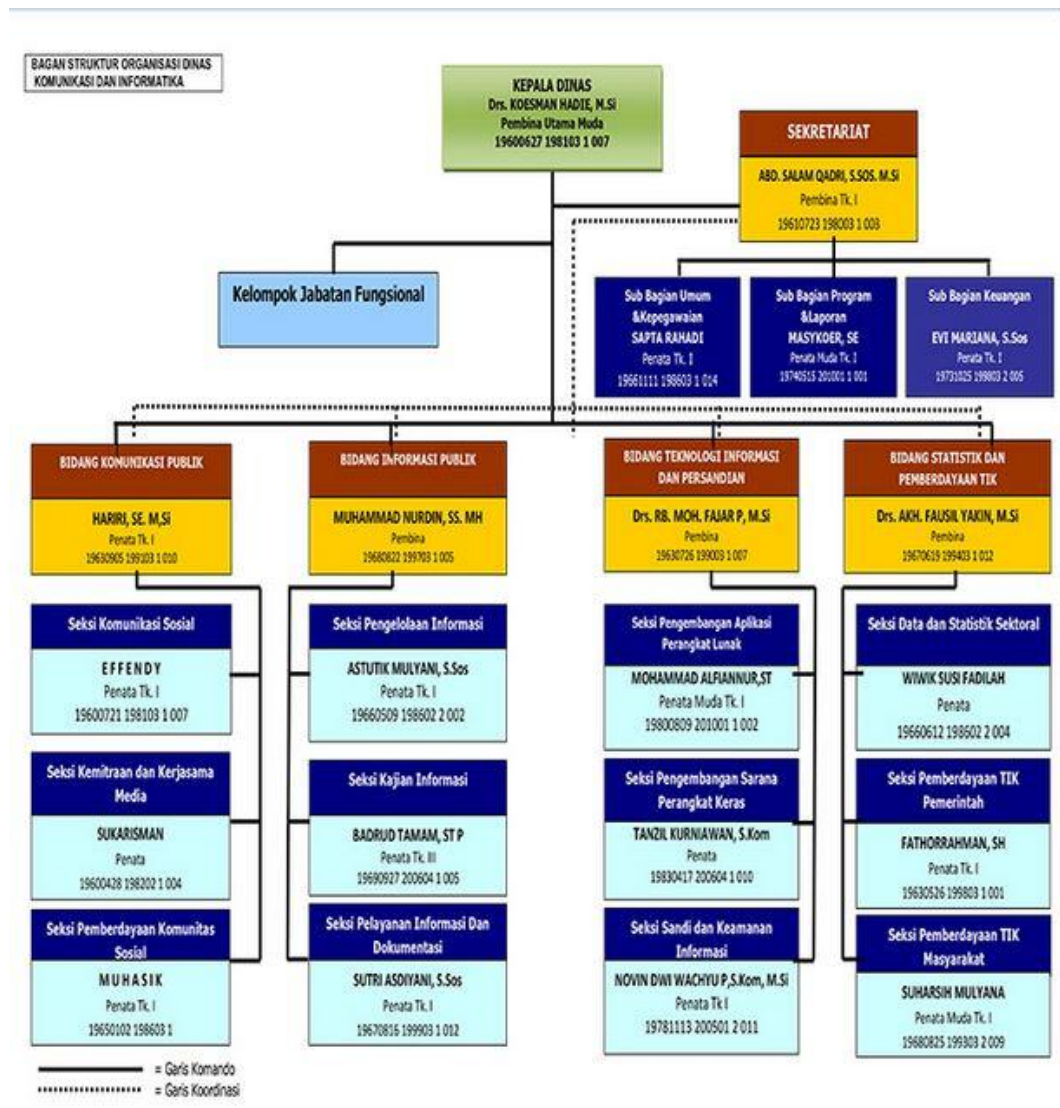 BAGAN STRUKTUR ORGANISASI DINAS
KOMUNIKASI DAN INFORMATIKA
KEPALA DINAS
Drs. KOESMAN HADIE, M.Si
Pembina Utama Muda
19600627 198103 1 007
SEKRETARIAT
ABD. SALAM QADRI, S.SOS. M.Si
Pembina Tk. I
19610723 198003 1 003
Kelompok Jabatan Fungsional
Sub Bagian Umum
&Kepegawaian
SAPTA RAHADI
Penata Tk. I
19661111 198603 1 014
Sub Bagian Program
&Laporan
MASYKOER, SE
Penata Muda Tk. I
19740515 201001 1 001
Sub Bagian Keuangan
EVI MARIANA, S.Sos
Penata Tk. I
19731025 199803 2 005
BIDANG KOMUNIKASI PUBLIK
HARIRI, SE. M,Si
Penata Tk. I
19630905 199103 1 010
Seksi Komunikasi Sosial
EFFENDY
Penata Tk. I
19600721 198103 1 007
Seksi Kemitraan dan Kerjasama
Media
SUKARISMAN
Penata
19600428 198202 1 004
Seksi Pemberdayaan Komunitas
Sosial
MUHASIK
Penata Tk. I
19650102 198603 1
BIDANG INFORMASI PUBLIK
MUHAMMAD NURDIN, SS. MH
Pembina
19680822 199703 1 005
Seksi Pengelolaan Informasi
ASTUTIK MULYANI, S.Sos
Penata Tk. I
19660509 198602 2 002
Seksi Kajian Informasi
BADRUD TAMAM, ST P
Penata Tk. III
19690927 200604 1 005
Seksi Pelayanan Informasi Dan
Dokumentasi
SUTRI ASDIYANI, S.Sos
Penata Tk. I
19670816 199903 1 012
BIDANG TEKNOLOGI INFORMASI
DAN PERSANDIAN
Drs. RB. MOH. FAJAR P, M.Si
Pembina
19630726 199003 1 007
Seksi Pengembangan Aplikasi
Perangkat Lunak
MOHAMMAD ALFIANNUR,ST
Penata Muda Tk. I
19800809 201001 1 002
Seksi Pengembangan Sarana
Perangkat Keras
TANZIL KURNIAWAN, S.Kom
Penata
19830417 200604 1 010
Seksi Sandi dan Keamanan
Informasi
NOVIN DWI WACHYU P,S.Kom, M.Si
Penata Tk I
19781113 200501 2 011
BIDANG STATISTIK DAN
PEMBERDAYAAN TIK
Drs. AKH. FAUSIL YAKIN, M.Si
Pembina
19670619 199403 1 012
Seksi Data dan Statistik Sektoral
WIWIK SUSI FADILAH
Penata
19660612 198602 2 004
Seksi Pemberdayaan TIK
Pemerintah
FATHORRAHMAN, SH
Penata Tk. I
19630526 199803 1 001
Seksi Pemberdayaan TIK
Masyarakat
SUHARSIH MULYANA
Penata Muda Tk. I
19680825 199303 2 009
= Garis Komando
= Garis Koordinasi